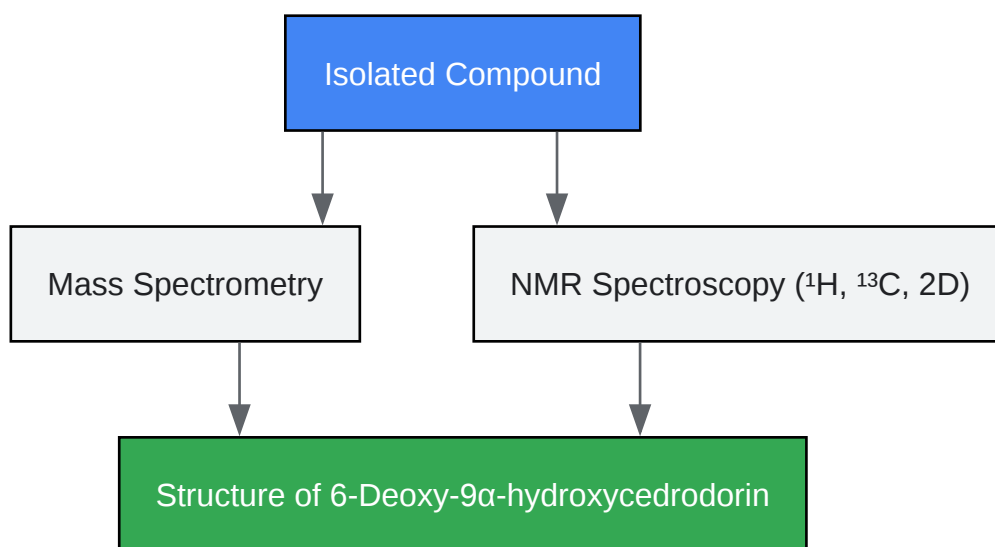 Isolated Compound
Mass Spectrometry
NMR Spectroscopy (¹H, ¹³C, 2D)
Structure of 6-Deoxy-9α-hydroxycedrodorin